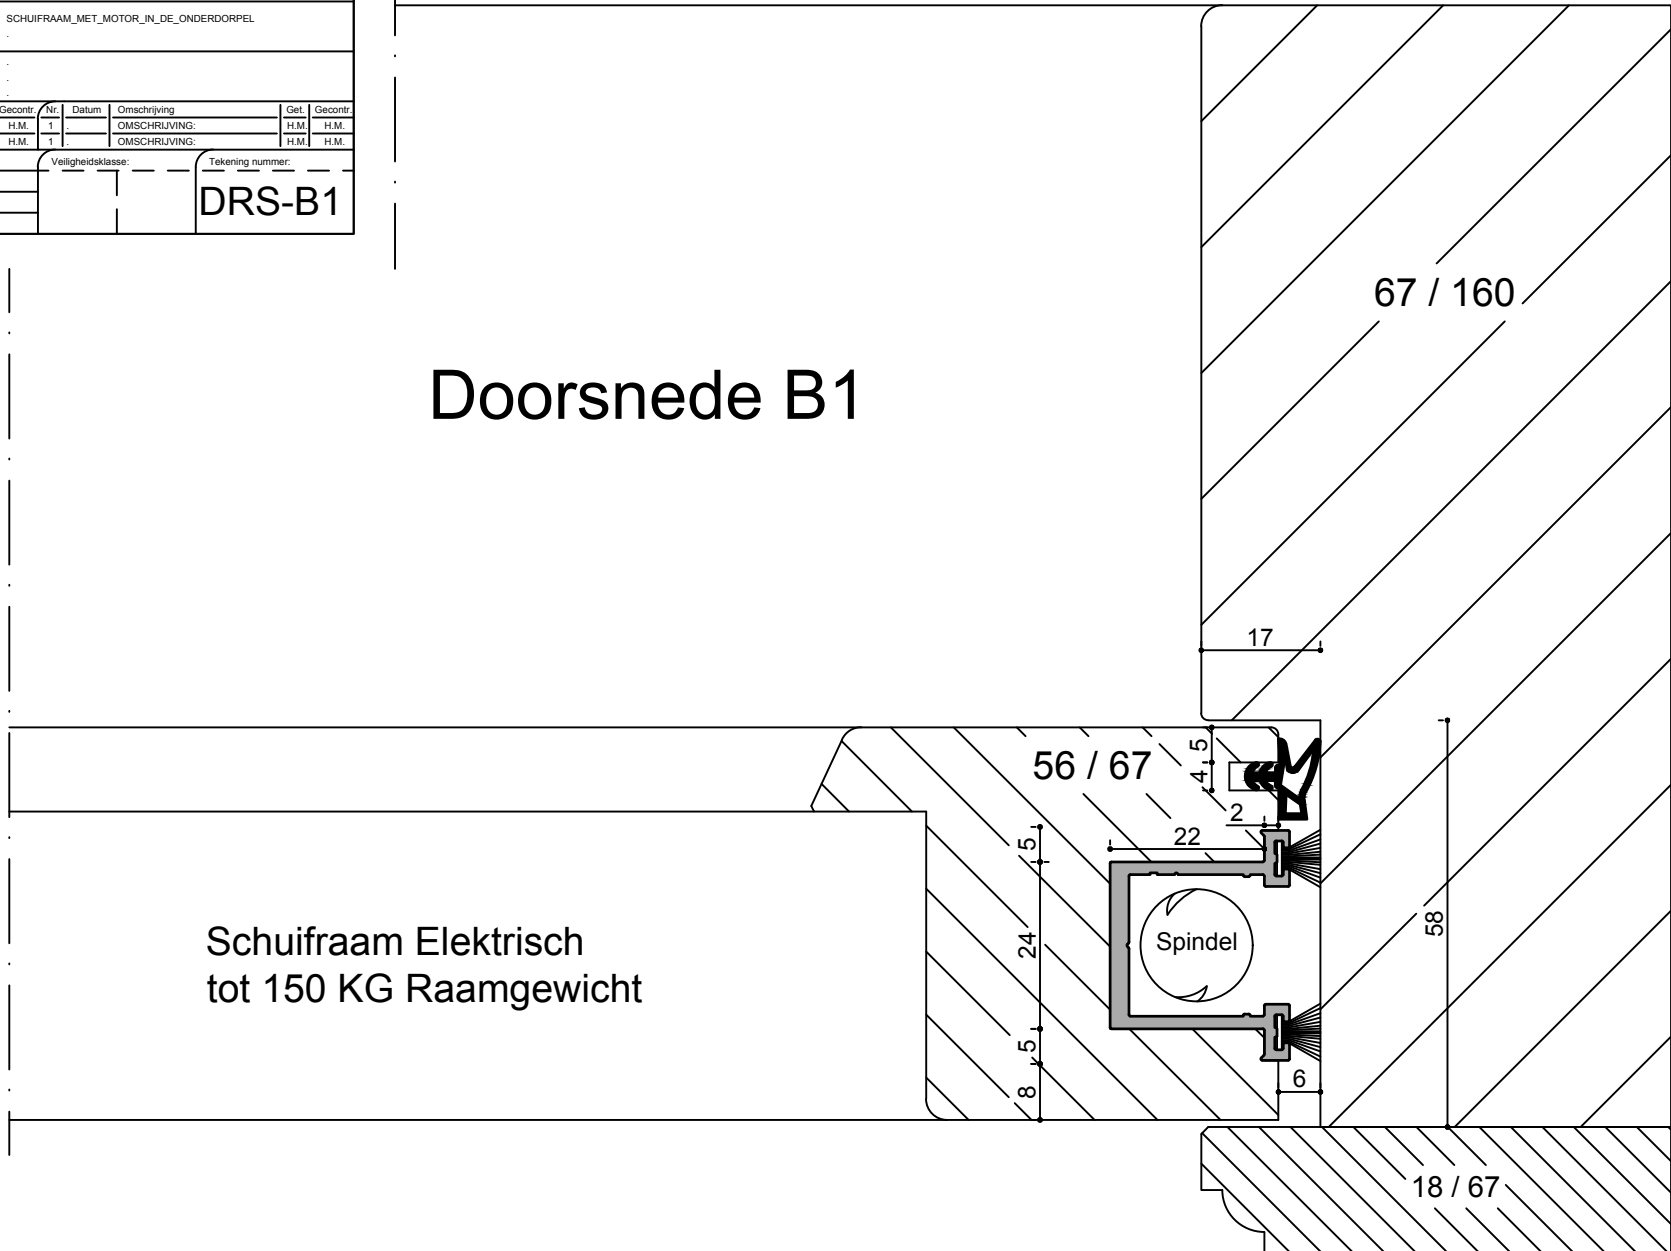 SCHUIFRAAM_MET_MOTOR_IN_DE_ONDERDORPEL
.
.
.
.
Gecontr. Nr. Datum Omschrijving Get. Gecontr.
H.M. 1 . OMSCHRIJVING: H.M. H.M.
H.M. 1 . OMSCHRIJVING: H.M. H.M.
Veiligheidsklasse: Tekening nummer:
DRS-B1
67 / 160
Doorsnede B1
17
56 / 67
5
4
2
22
5
24
5
8
Spindel
58
6
Schuifraam Elektrisch
tot 150 KG Raamgewicht
18 / 67